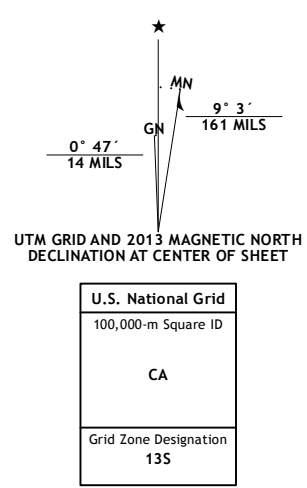 ★
MN
GN
9° 3´
161 MILS
0° 47´
14 MILS
UTM GRID AND 2013 MAGNETIC NORTH
DECLINATION AT CENTER OF SHEET
U.S. National Grid
100,000-m Square ID
CA
Grid Zone Designation
13S